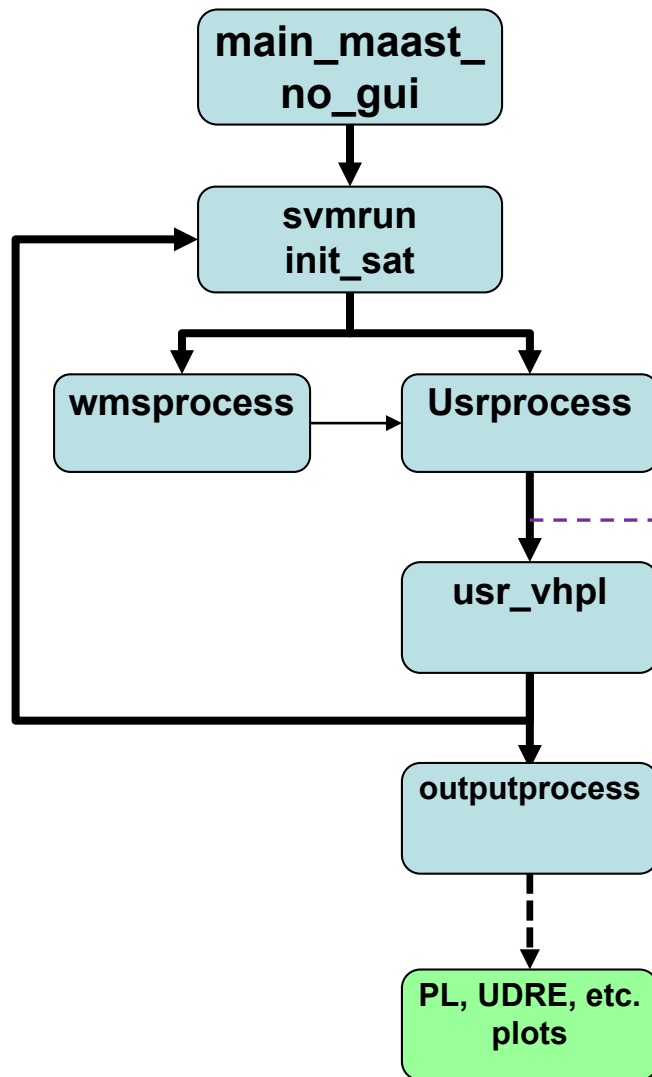 main_maast_
no_gui
svmrun
init_sat
wmsprocess
Usrprocess
usr_vhpl
outputprocess
PL, UDRE, etc.
plots